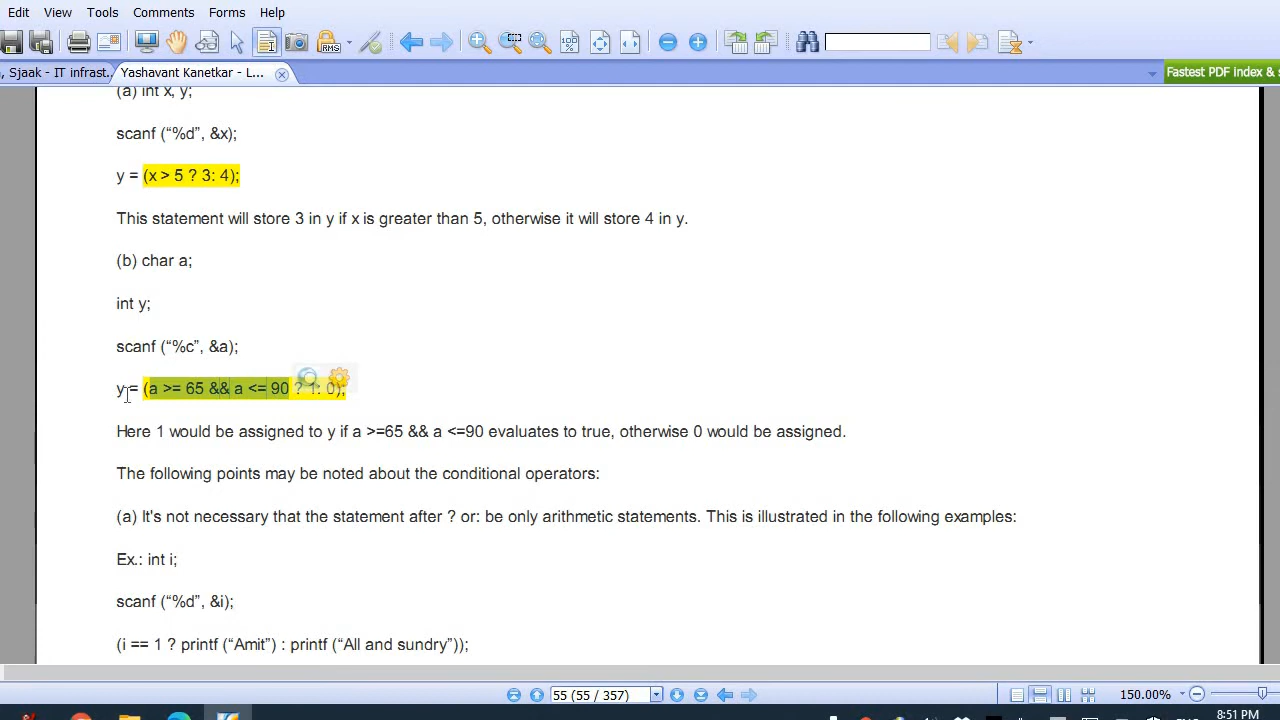 Edit View Tools Comments Forms Help
RMS
100 %
, Sjaak - IT infrast... Yashavant Kanetkar - L...
Fastest PDF index & s
(a) int x, y;
scanf (“%d”, &x);
y = (x > 5 ? 3: 4);
This statement will store 3 in y if x is greater than 5, otherwise it will store 4 in y.
(b) char a;
int y;
scanf (“%c”, &a);
y = (a >= 65 && a <= 90 ? 1: 0);
Here 1 would be assigned to y if a >=65 && a <=90 evaluates to true, otherwise 0 would be assigned.
The following points may be noted about the conditional operators:
(a) It's not necessary that the statement after ? or: be only arithmetic statements. This is illustrated in the following examples:
Ex.: int i;
scanf (“%d”, &i);
(i == 1 ? printf (“Amit”) : printf (“All and sundry”));
55 (55 / 357) 150.00%
8:51 PM